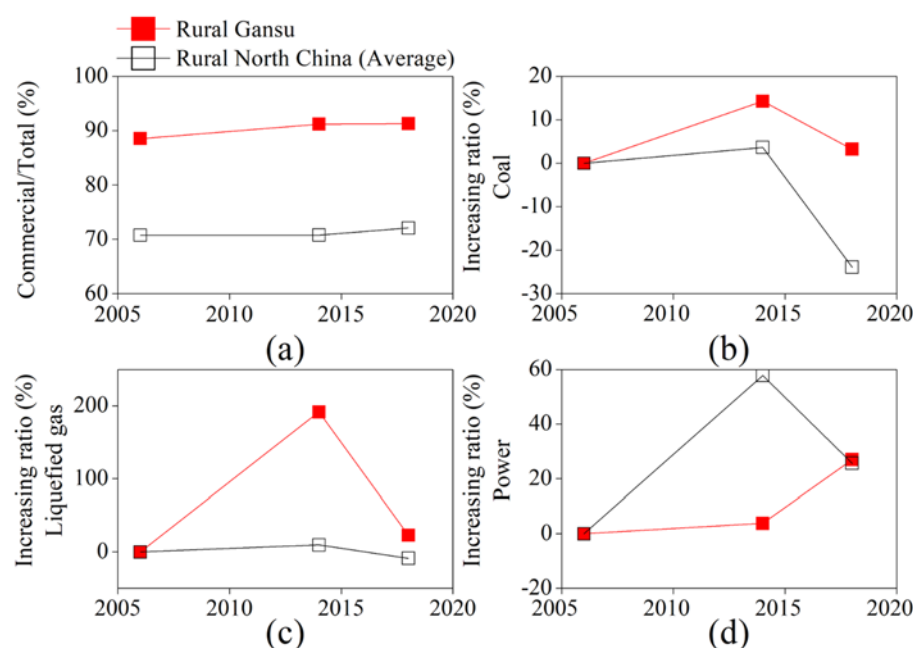 Rural Gansu
Rural North China (Average)
Commercial/Total (%)
100
90
80
70
60
2005 2010 2015 2020
(a)
Increasing ratio (%)
Coal
20
10
0
-10
-20
-30
2005 2010 2015 2020
(b)
Increasing ratio (%)
Liquefied gas
200
100
0
2005 2010 2015 2020
(c)
Increasing ratio (%)
Power
60
40
20
0
-20
2005 2010 2015 2020
(d)